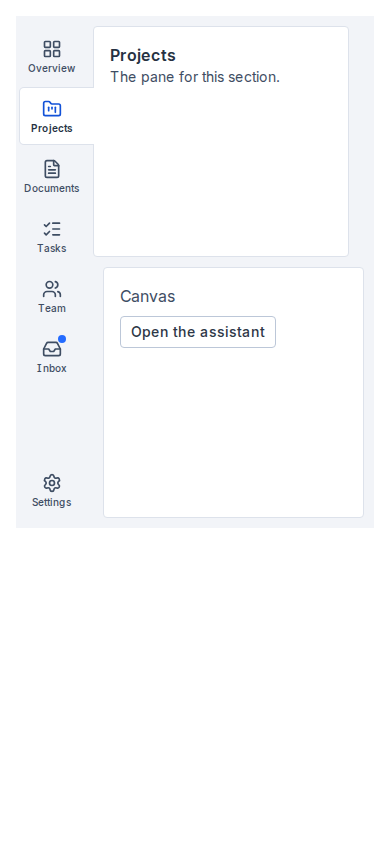 Overview
Projects
Documents
Tasks
Team
Inbox
Settings
Projects
The pane for this section.
Canvas
Open the assistant